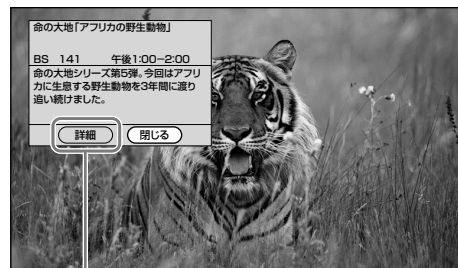 命の大地「アフリカの野生動物」
BS 141 午後1:00-2:00
命の大地シリーズ第5弾。今回はアフリ
カに生息する野生動物を3年間に渡り
追い続けました。
詳細 閉じる